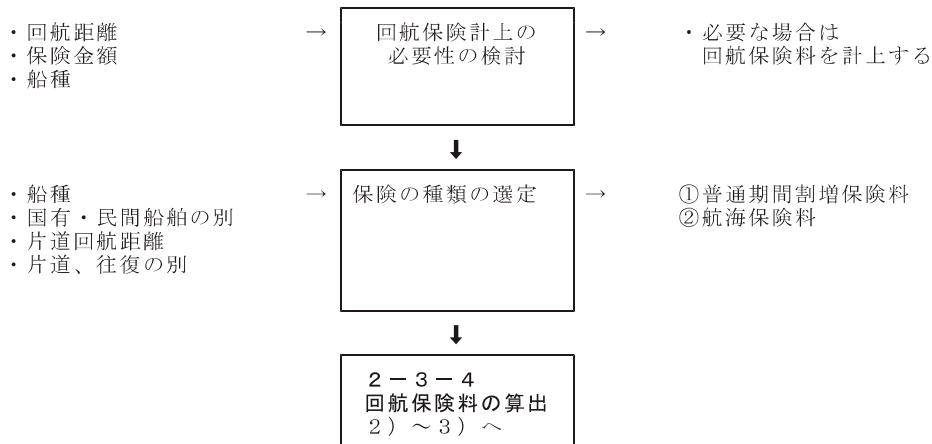 ・回航距離
・保険金額
・船種
→
回航保険計上の
必要性の検討
→
・必要な場合は
回航保険料を計上する
⬇
・船種
・国有・民間船舶の別
・片道回航距離
・片道、往復の別
→
保険の種類の選定
→
①普通期間割増保険料
②航海保険料
⬇
２－３－４
回航保険料の算出
２）～３）へ